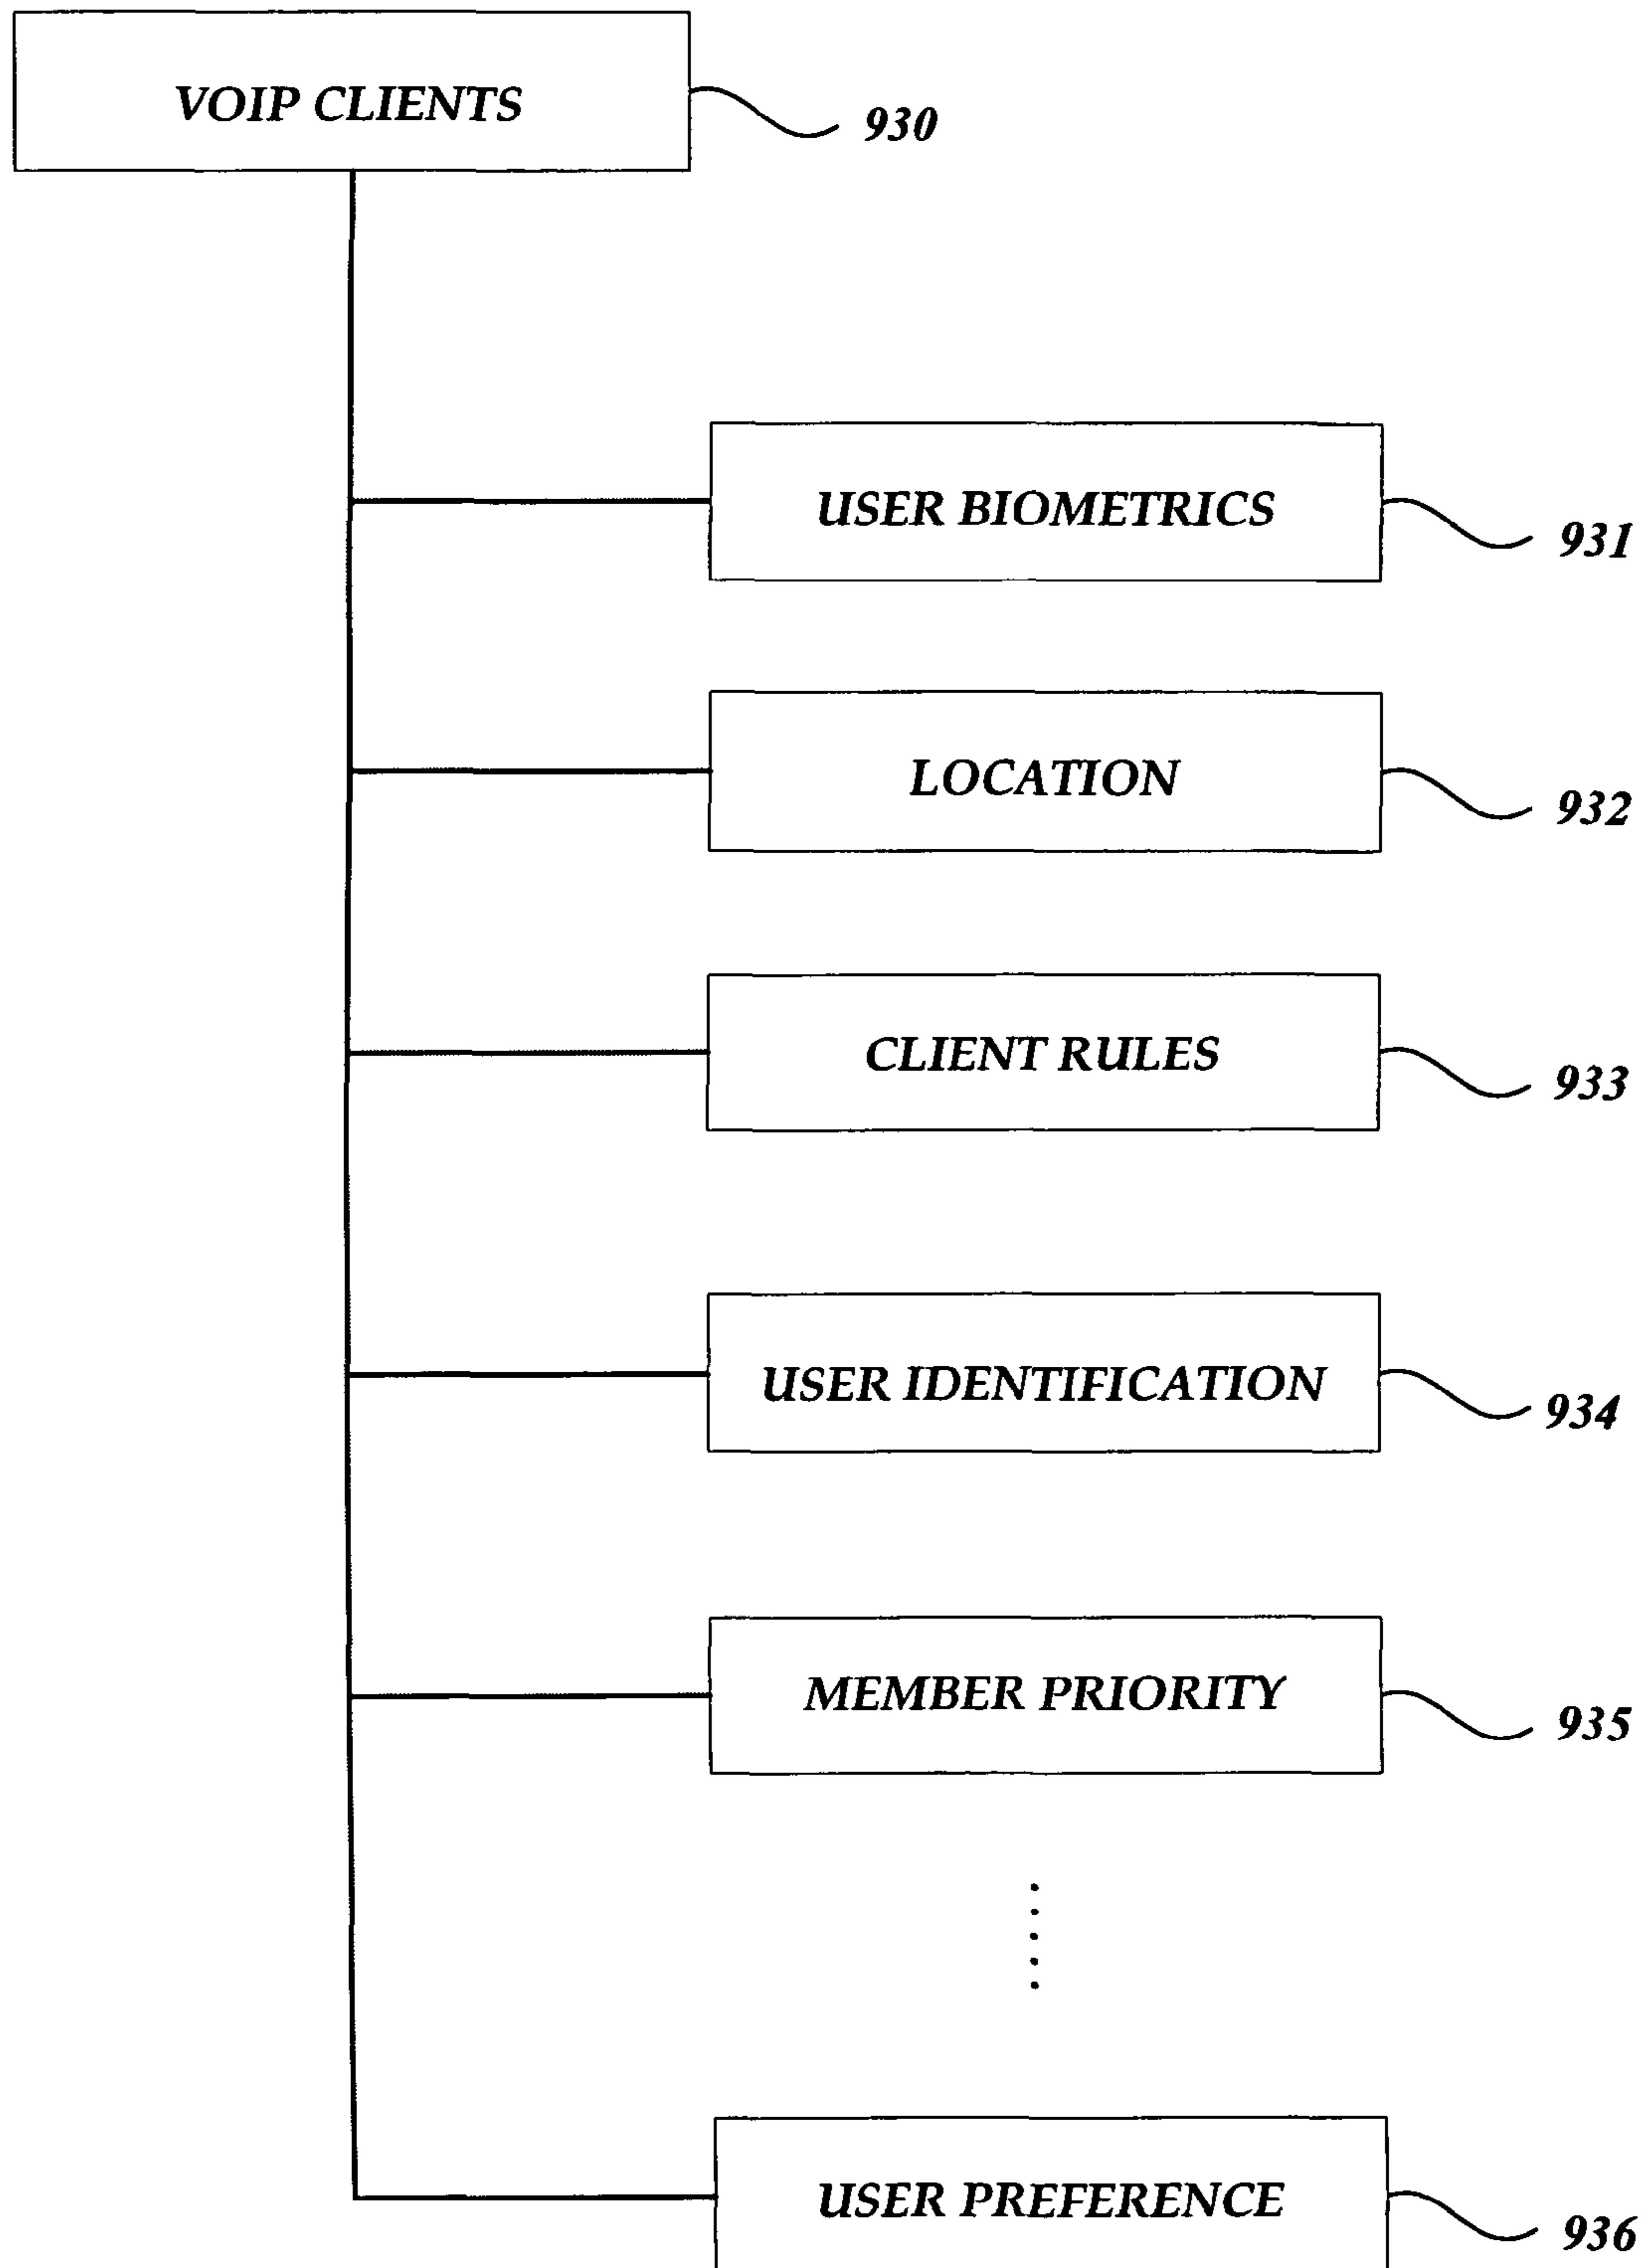 VOIP CLIENTS
930
USER BIOMETRICS
931
LOCATION
932
CLIENT RULES
933
USER IDENTIFICATION
934
MEMBER PRIORITY
935
USER PREFERENCE
936